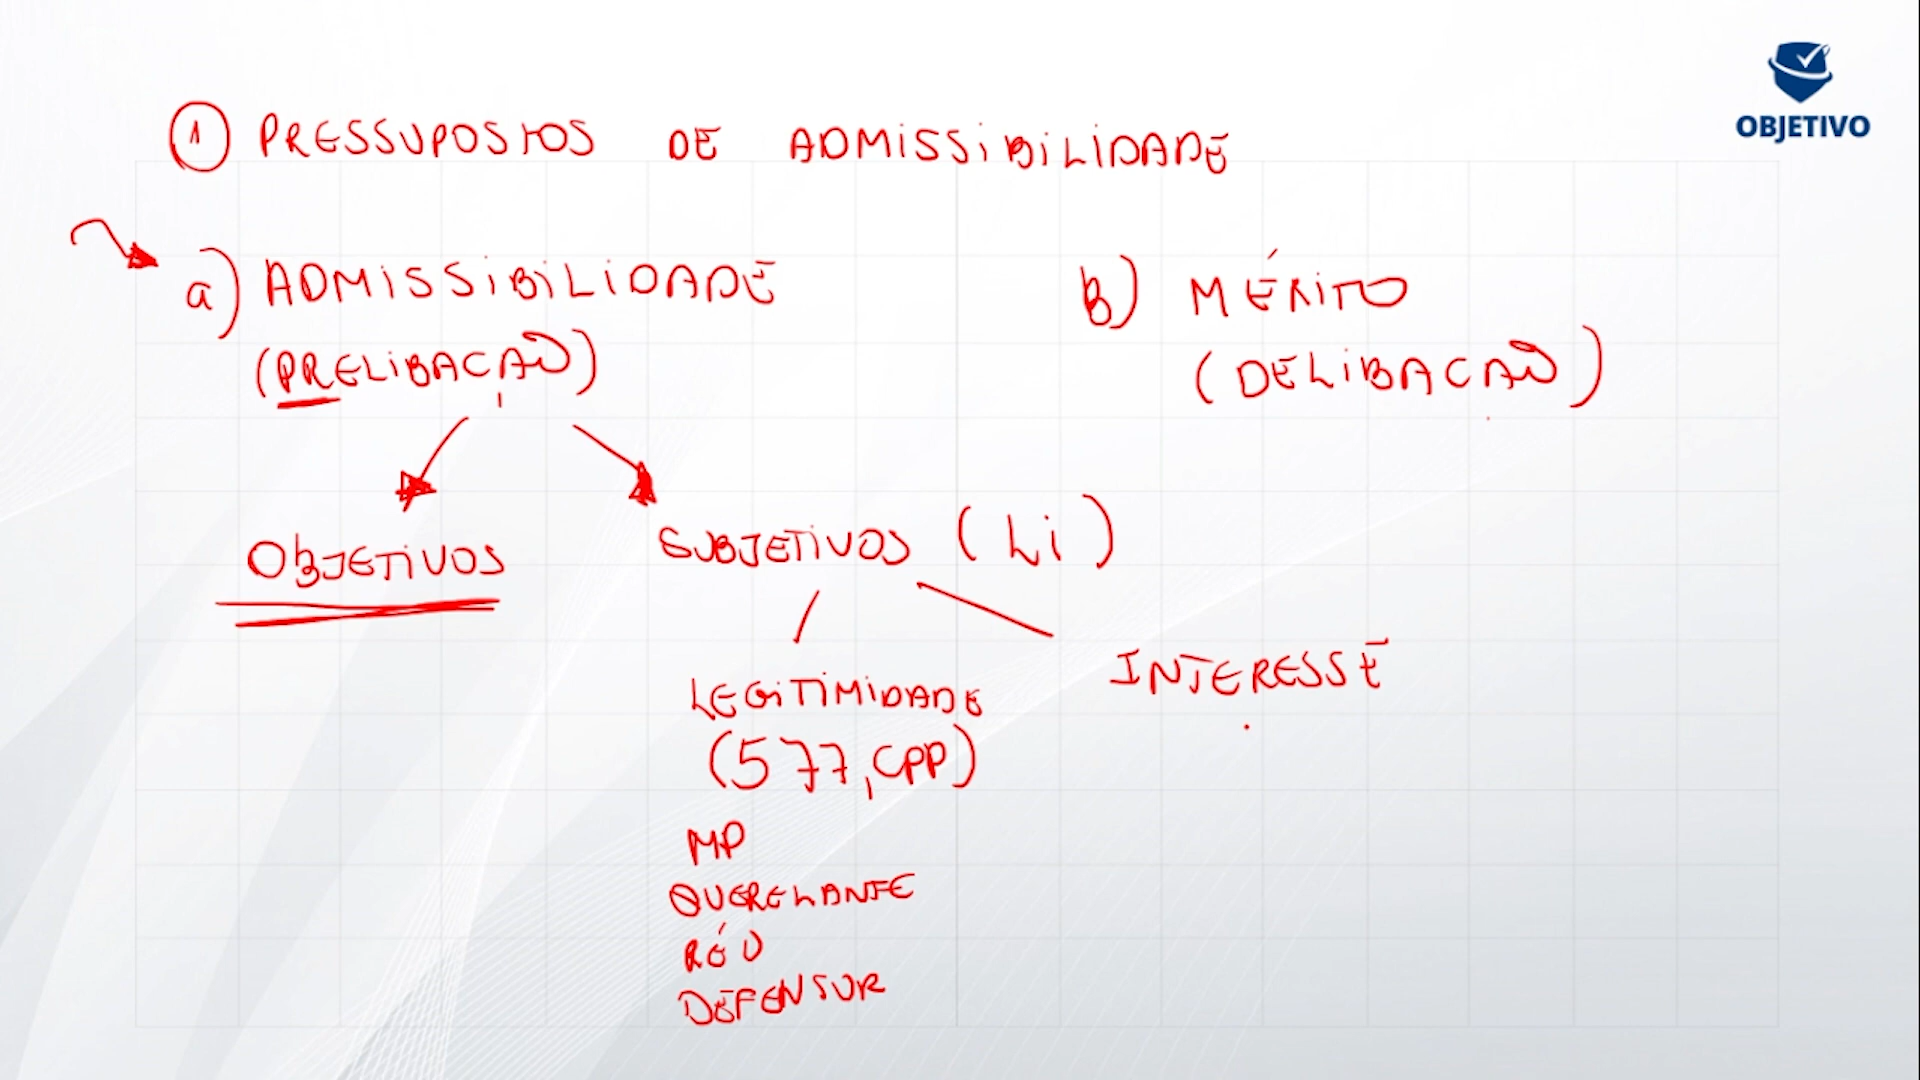 OBJETIVO
1 PRESSUPOSTOS DE ADMISSIBILIDADE
a) ADMISSIBILIDADE
(PRELIBAÇÃO)
b) MÉRITO
(DELIBACAÕ)
OBJETIVOS
SUBJETIVOS (Li)
LEGITIMIDADE
(577, CPP)
MP
QUERELANTE
RÉU
DEFENSOR
INTERESSE